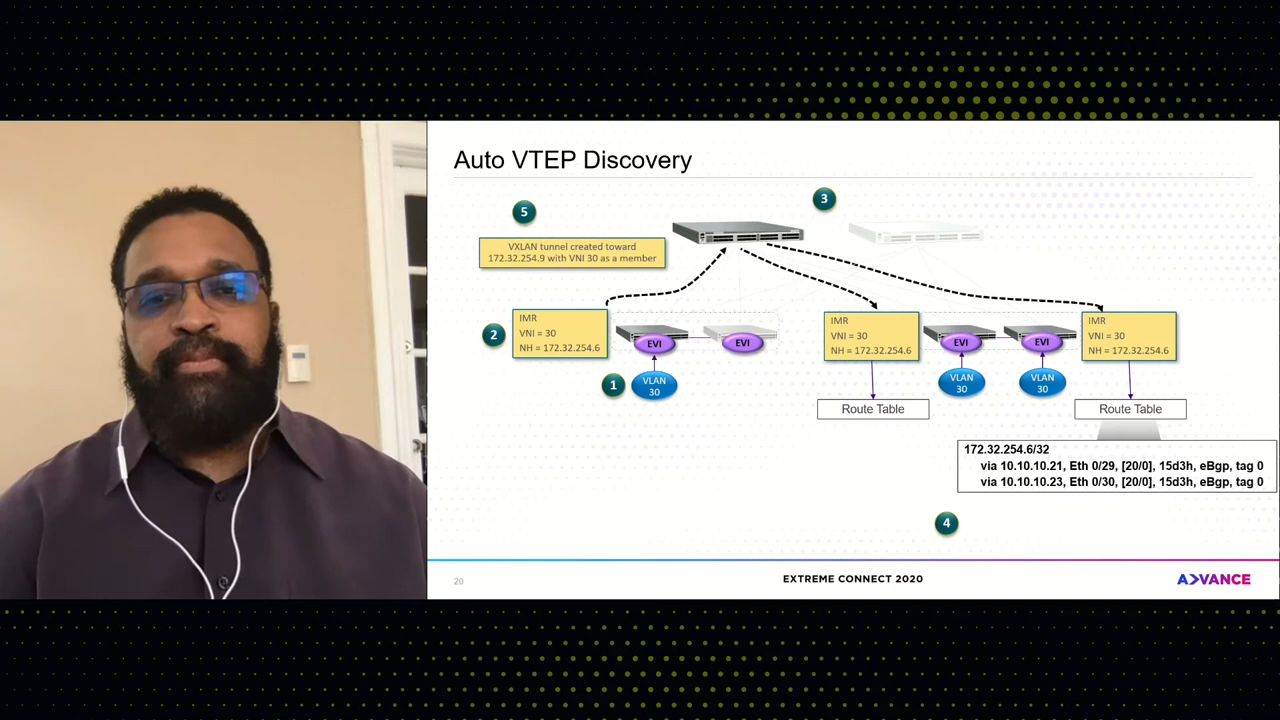 Auto VTEP Discovery
5
3
VXLAN tunnel created toward
172.32.254.9 with VNI 30 as a member
2
IMR
VNI = 30
NH = 172.32.254.6
EVI
EVI
IMR
VNI = 30
NH = 172.32.254.6
EVI
EVI
IMR
VNI = 30
NH = 172.32.254.6
1
VLAN
30
VLAN
30
VLAN
30
Route Table
Route Table
172.32.254.6/32
via 10.10.10.21, Eth 0/29, [20/0], 15d3h, eBgp, tag 0
via 10.10.10.23, Eth 0/30, [20/0], 15d3h, eBgp, tag 0
4
20
EXTREME CONNECT 2020
ADVANCE